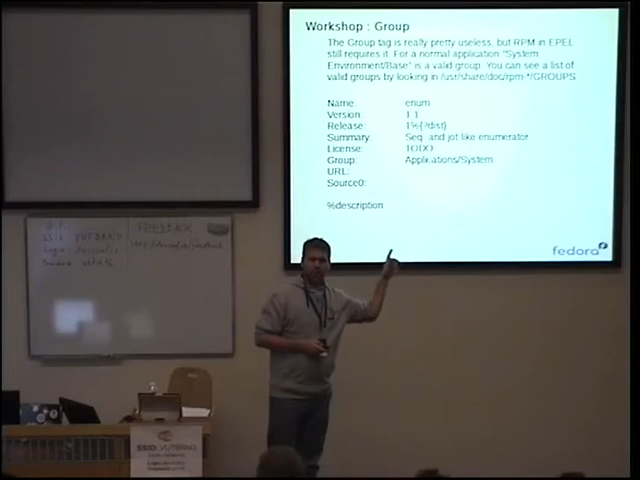 Workshop : Group
The Group tag is really pretty useless, but RPM in EPEL
still requires it. For a normal application "System
Environment/Base" is a valid group. You can see a list of
valid groups by looking in /usr/share/doc/rpm-*/GROUPS
Name: enum
Version: 1.1
Release: 1%{?dist}
Summary: Seq- and jot-like enumerator
License: TODO
Group: Applications/System
URL:
Source0:
%description
fedora
FEEDBACK
SSID